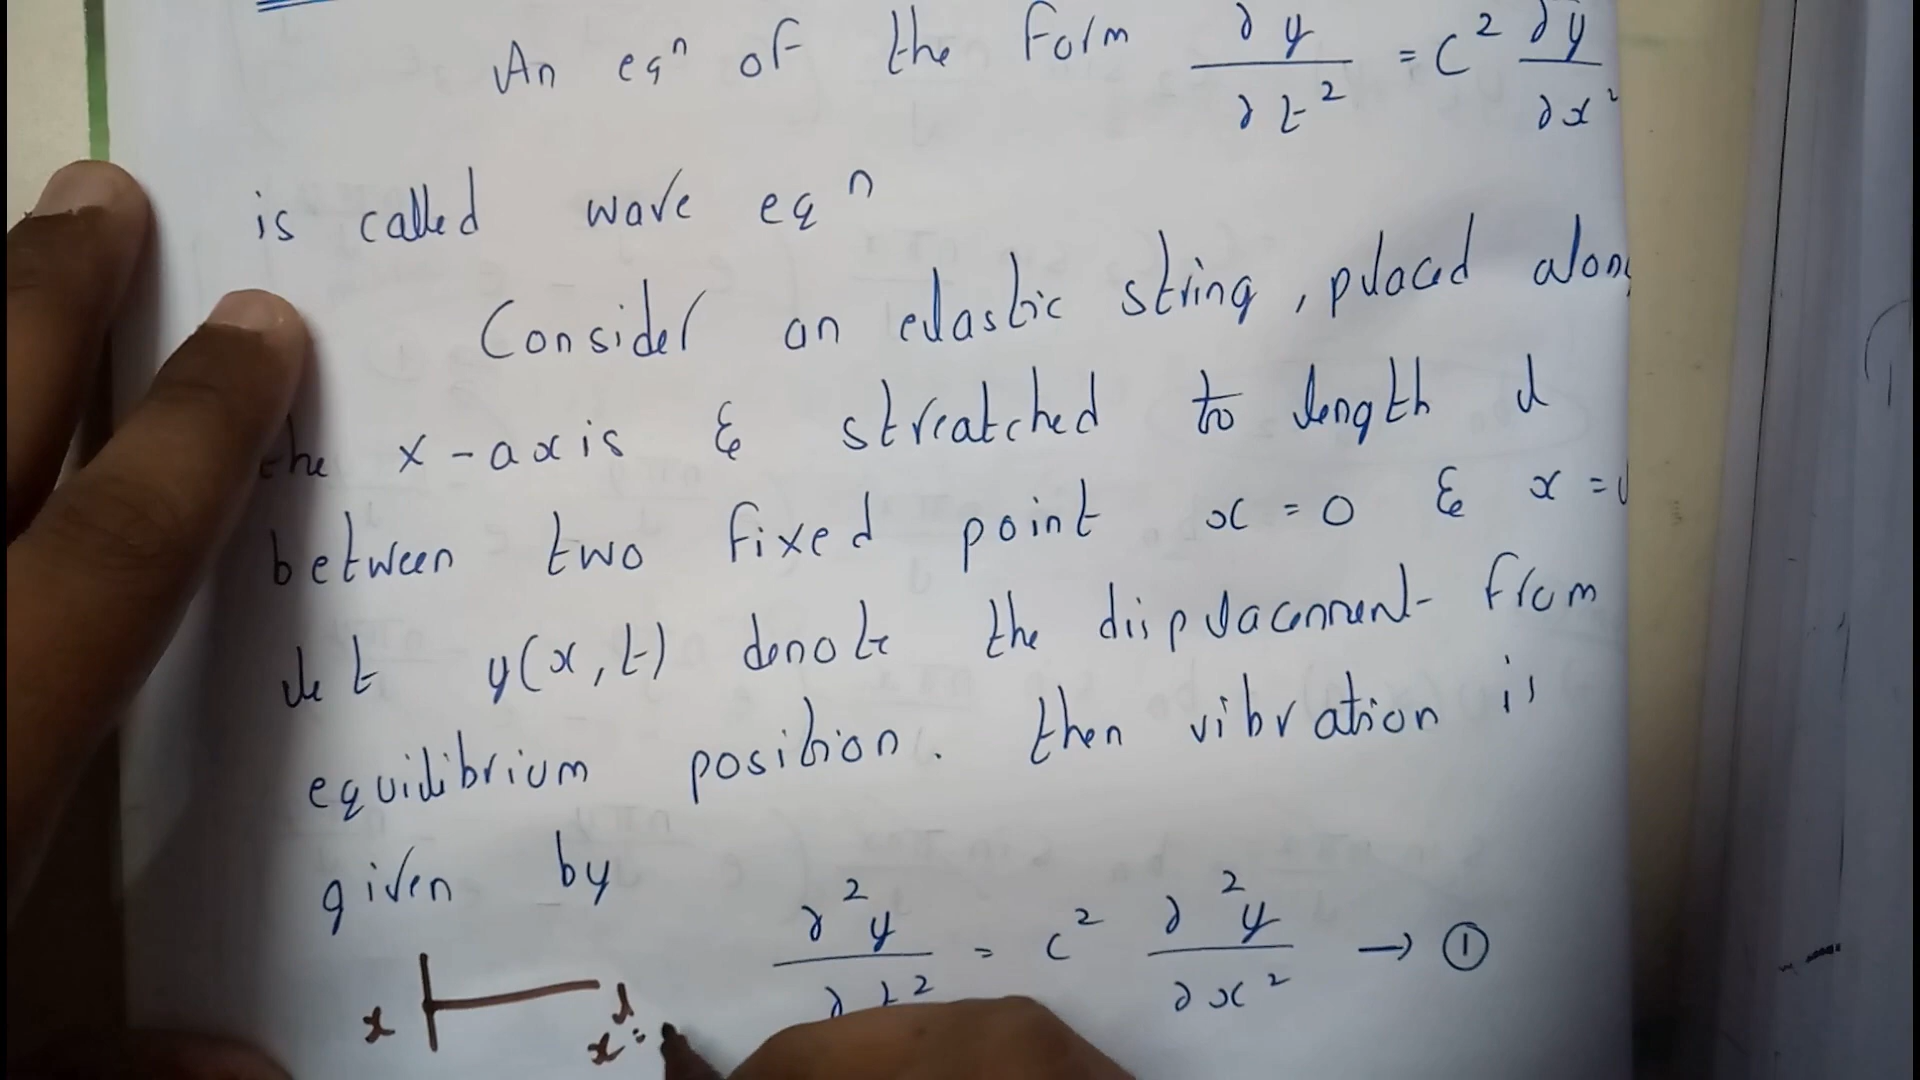 An eqⁿ of the form ∂y/∂t² = c² ∂y/∂x²
is called wave eqⁿ
Consider an elastic string, placed along
the x-axis & streatched to length l
between two fixed point x = 0 & x = l
let y(x,t) denote the displacement from
equilibrium position. then vibration is
given by
∂²y/∂t² = c² ∂²y/∂x² → ①
x l
x =